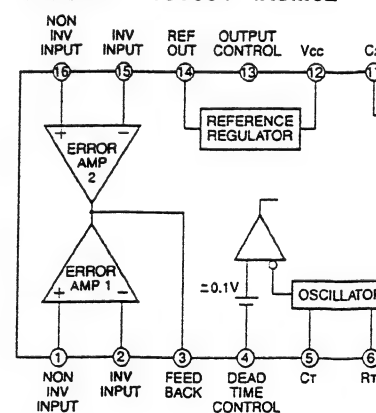 NON
INV
INPUT
INV
INPUT
REF
OUT
OUTPUT
CONTROL
Vcc
16
15
14
13
12
+
−
ERROR
AMP
2
REFERENCE
REGULATOR
ERROR
AMP 1
+
−
≃0.1V
OSCILLATOR
1
2
3
4
5
6
NON
INV
INPUT
INV
INPUT
FEED
BACK
DEAD
TIME
CONTROL
CT
RT